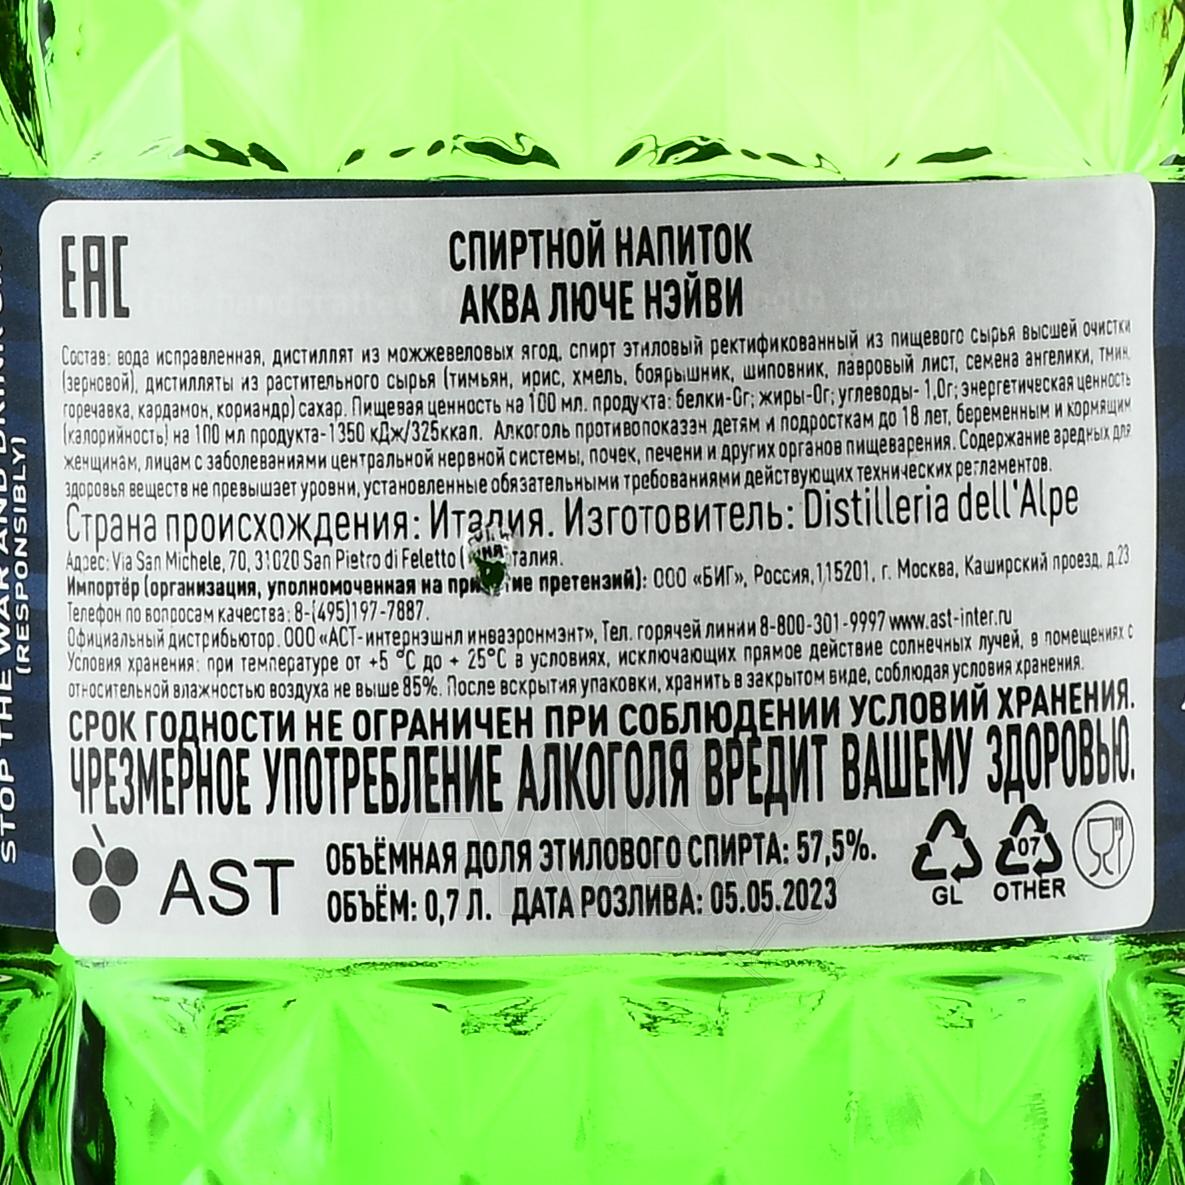 EAC
СПИРТНОЙ НАПИТОК
АКВА ЛЮЧЕ НЭЙВИ
Состав: вода исправленная, дистиллят из можжевеловых ягод, спирт этиловый ректификованный из пищевого сырья высшей очистки
(зерновой), дистилляты из растительного сырья (тимьян, ирис, хмель, боярышник, шиповник, лавровый лист, семена ангелики, тмин,
горечавка, кардамон, кориандр) сахар. Пищевая ценность на 100 мл. продукта: белки-0г; жиры-0г; углеводы- 1,0г; энергетическая ценность
(калорийность) на 100 мл продукта-1350 кДж/325ккал. Алкоголь противопоказан детям и подросткам до 18 лет, беременным и кормящим
женщинам, лицам с заболеваниями центральной нервной системы, почек, печени и других органов пищеварения. Содержание вредных для
здоровья веществ не превышает уровни, установленные обязательными требованиями действующих технических регламентов.
Страна происхождения: Италия. Изготовитель: Distilleria dell'Alpe
Адрес: Via San Michele, 70, 31020 San Pietro di Feletto
Импортёр (организация, уполномоченная на претензий): ООО «БИГ», Россия,115201, г. Москва, Каширский проезд, д.23
Телефон по вопросам качества: 8-(495)197-7887.
Официальный дистрибьютор. ООО «АСТ-интернэшнл инваэронмэнт», Тел. горячей линии 8-800-301-9997 www.ast-inter.ru
Условия хранения: при температуре от +5 °С до + 25°С в условиях, исключающих прямое действие солнечных лучей, в помещениях с
относительной влажностью воздуха не выше 85%. После вскрытия упаковки, хранить в закрытом виде, соблюдая условия хранения.
СРОК ГОДНОСТИ НЕ ОГРАНИЧЕН ПРИ СОБЛЮДЕНИИ УСЛОВИЙ ХРАНЕНИЯ.
ЧРЕЗМЕРНОЕ УПОТРЕБЛЕНИЕ АЛКОГОЛЯ ВРЕДИТ ВАШЕМУ ЗДОРОВЬЮ.
AST
ОБЪЁМНАЯ ДОЛЯ ЭТИЛОВОГО СПИРТА: 57,5%.
ОБЪЁМ: 0,7 Л. ДАТА РОЗЛИВА: 05.05.2023
GL
07
OTHER
STOP THE WAR AND DRINK
(RESPONSIBLY)